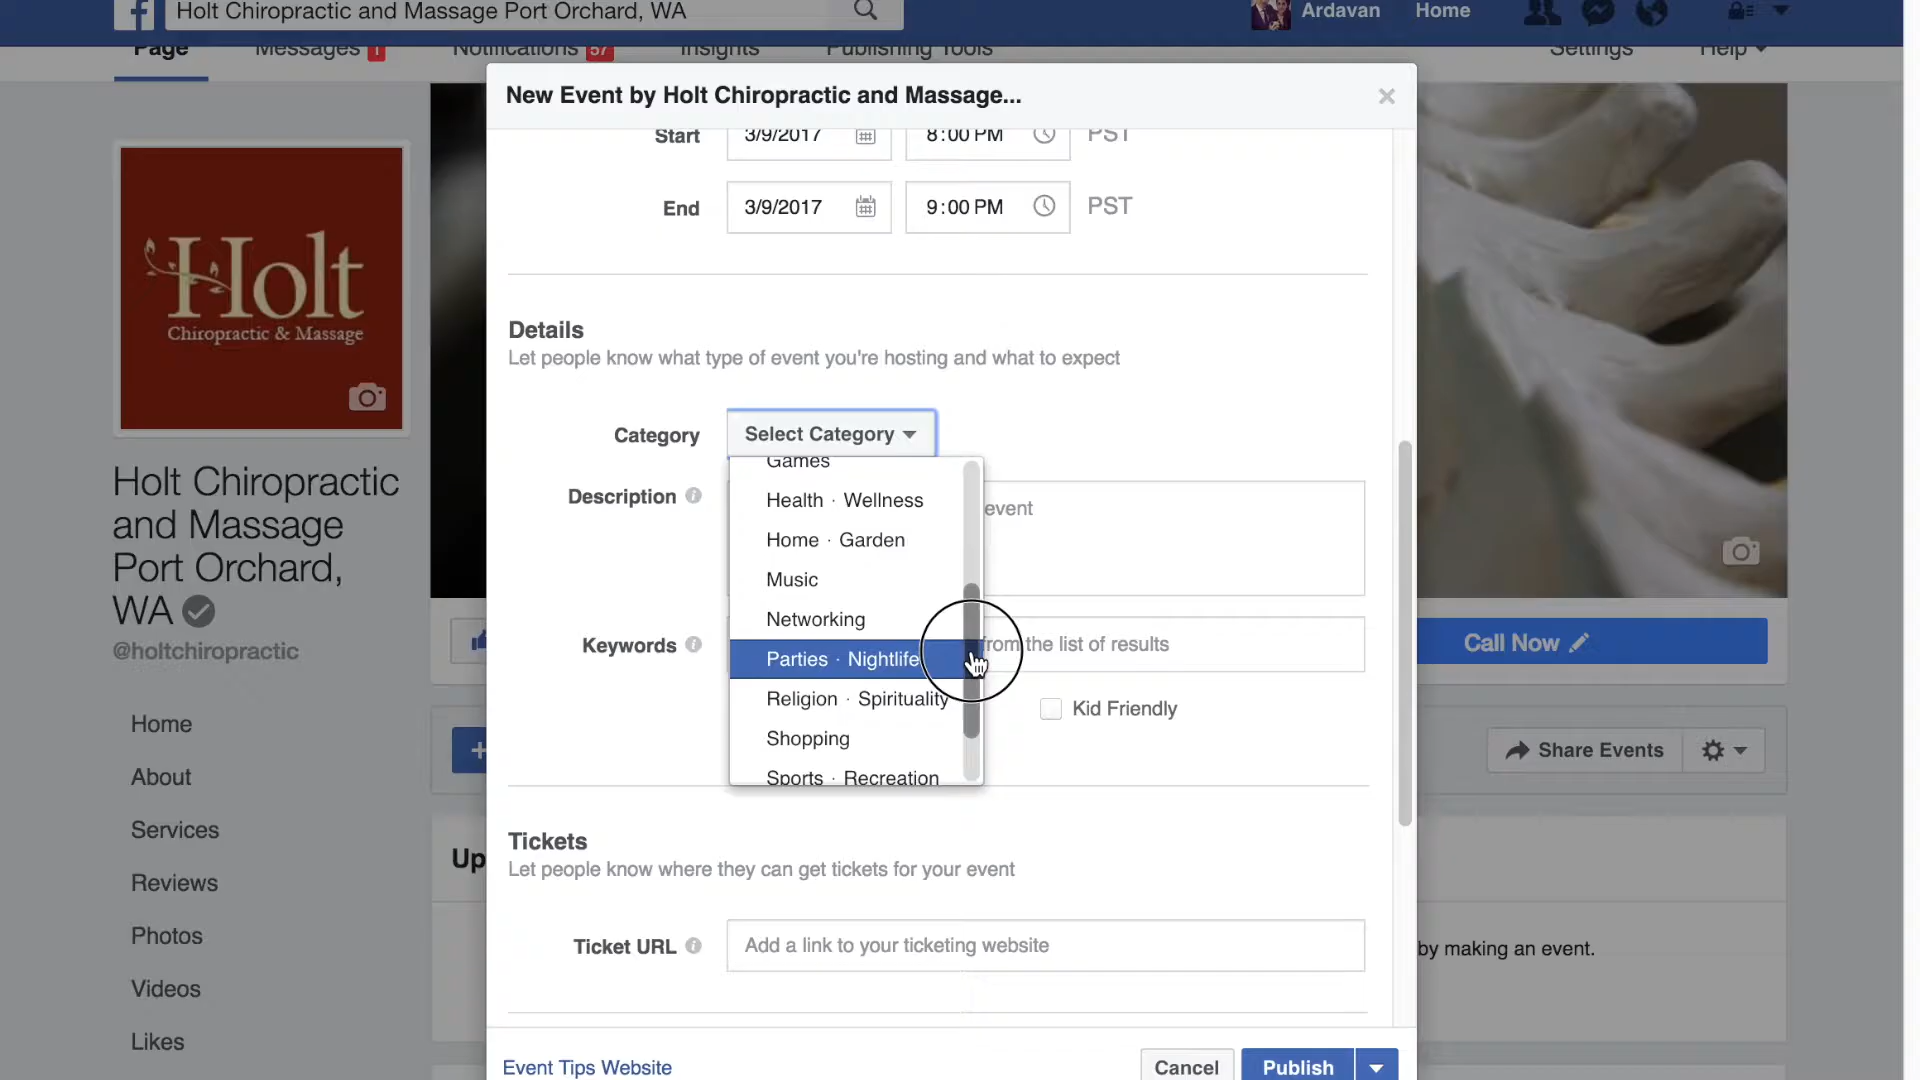 Holt Chiropractic and Massage Port Orchard, WA
Ardavan
Home
Page
Messages 1
Notifications 57
Insights
Publishing Tools
Settings
Help
New Event by Holt Chiropractic and Massage...
Start
3/9/2017
8:00 PM
PST
End
3/9/2017
9:00 PM
PST
Holt
Chiropractic & Massage
Details
Let people know what type of event you're hosting and what to expect
Category
Select Category
Games
Health · Wellness
Home · Garden
Music
Networking
Parties · Nightlife
Religion · Spirituality
Shopping
Sports · Recreation
Description
event
Keywords
from the list of results
Kid Friendly
Holt Chiropractic
and Massage
Port Orchard,
WA
@holtchiropractic
Call Now
Share Events
Home
About
Services
Reviews
Photos
Videos
Likes
+
Up
Tickets
Let people know where they can get tickets for your event
Ticket URL
Add a link to your ticketing website
by making an event.
Event Tips Website
Cancel
Publish